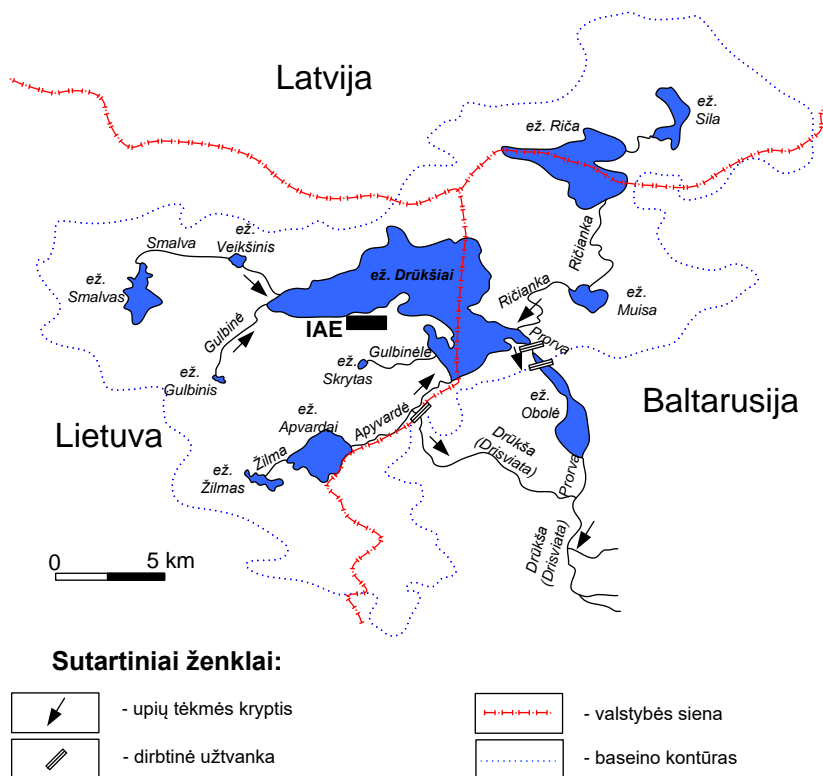 Latvija
ež.
Sila
ež. Riča
Smalva
ež.
Veikšinis
Ričianka
ež.
Smalvas
ež. Drūkšiai
Ričianka
ež.
Muisa
Gulbinė
IAE
Prorva
ež.
Skrytas
Gulbinėlė
ež.
Gulbinis
ež.
Obolė
Baltarusija
Lietuva
ež.
Apvardai
Apyvardė
Žilma
ež.
Žilmas
Drūkša
(Drisviata)
Prorva
Drūkša
(Drisviata)
0 5 km
Sutartiniai ženklai:
- upių tėkmės kryptis
- valstybės siena
- dirbtinė užtvanka
- baseino kontūras